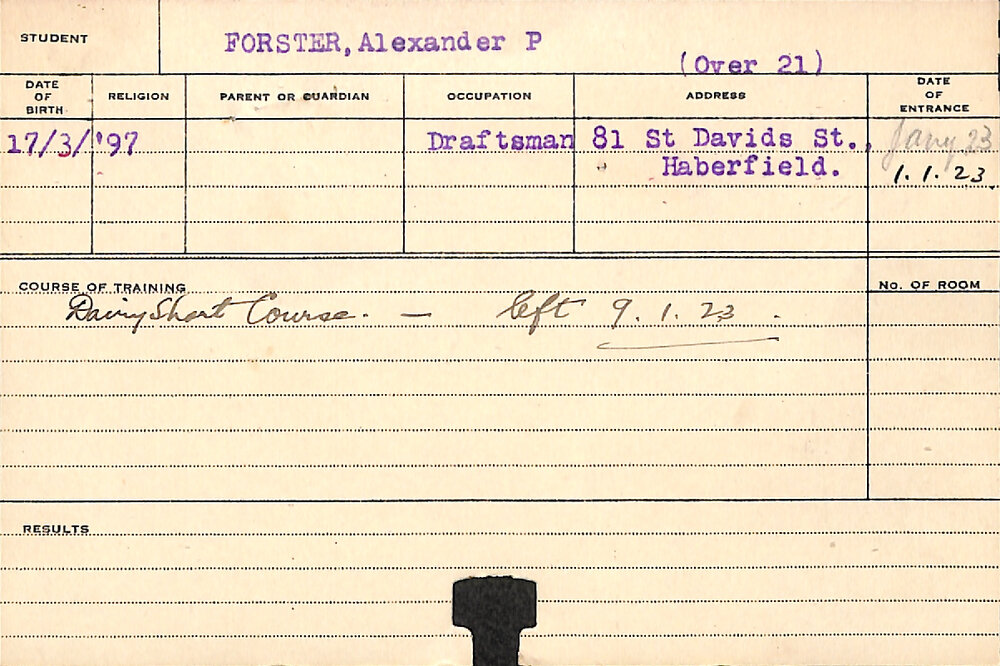 STUDENT FORSTER, Alexander P
(Over 21)
DATE OF BIRTH RELIGION PARENT OR GUARDIAN OCCUPATION ADDRESS DATE OF ENTRANCE
17/3/'97 Draftsman 81 St Davids St., Jany 23
Haberfield. 1.1.23.
COURSE OF TRAINING No. OF ROOM
Dairy Short Course. — left 9.1.23.
RESULTS